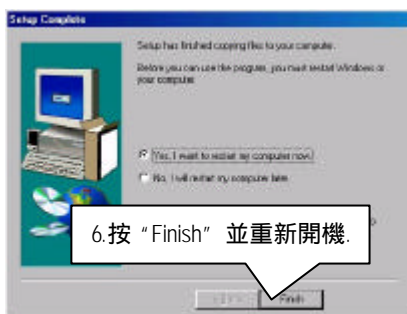 Setup Complete
Setup has finished copying files to your computer.
Before you can use the program, you must restart Windows or
your computer.
Yes, I want to restart my computer now.
No, I will restart my computer later.
6.按 “Finish” 並重新開機.
Finish